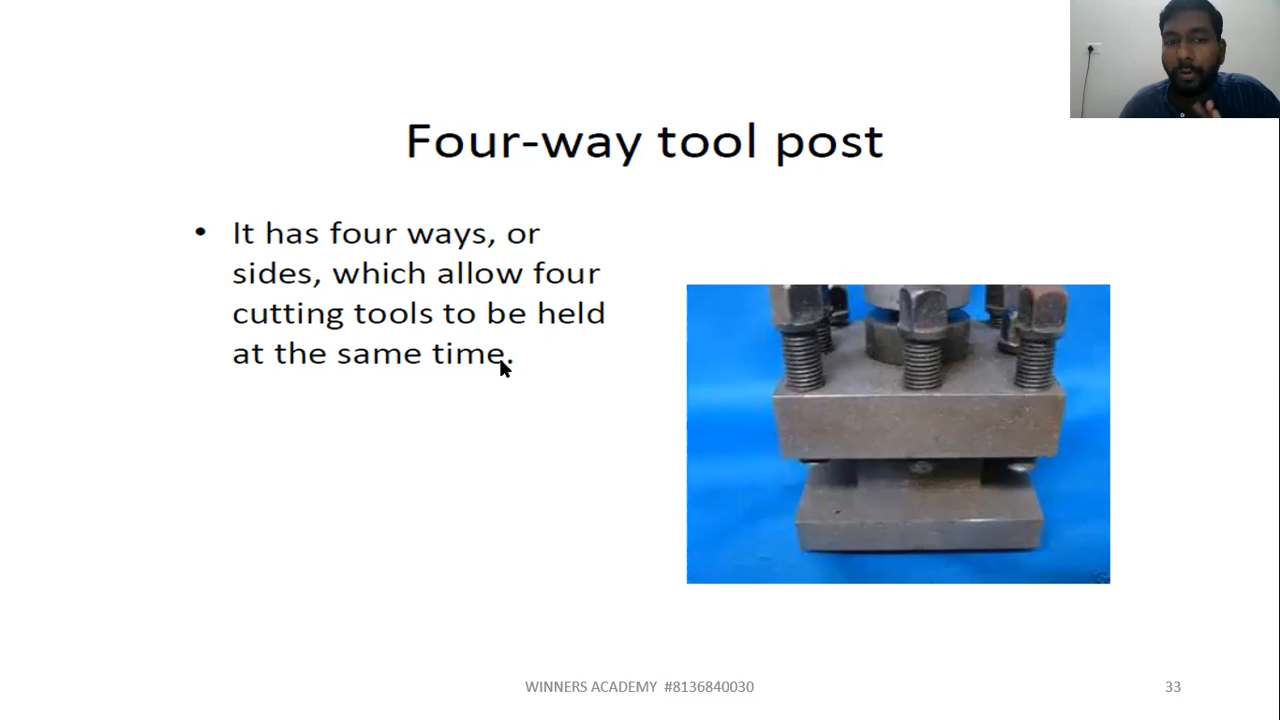 Four-way tool post
• It has four ways, or
sides, which allow four
cutting tools to be held
at the same time.
WINNERS ACADEMY #8136840030
33